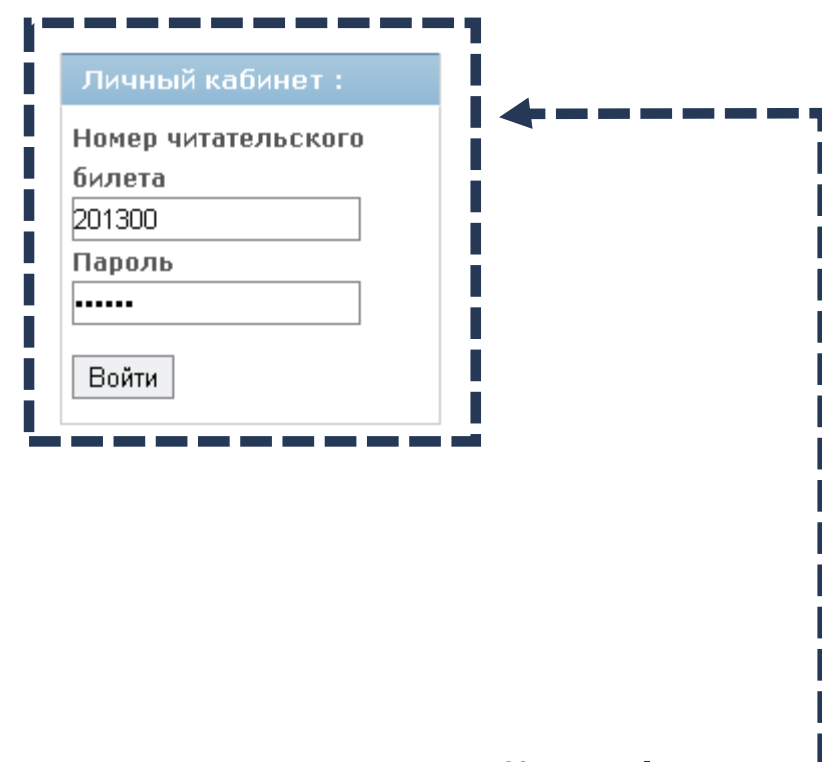 Личный кабинет :
Номер читательского
билета
201300
Пароль
••••••
Войти